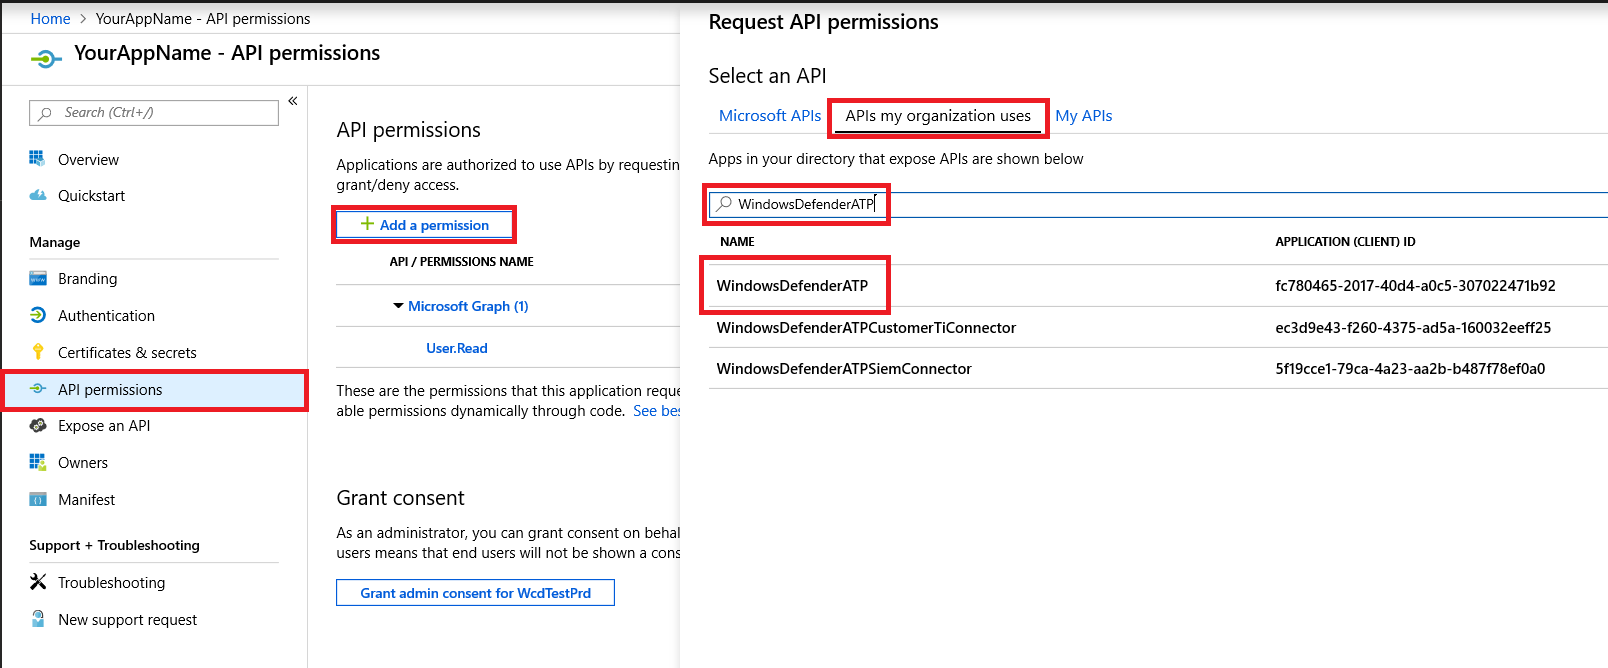 Home > YourAppName - API permissions
YourAppName - API permissions
Search (Ctrl+/)
«
Overview
Quickstart
Manage
Branding
Authentication
Certificates & secrets
API permissions
Expose an API
Owners
Manifest
Support + Troubleshooting
Troubleshooting
New support request
API permissions
Applications are authorized to use APIs by requesting
grant/deny access.
+ Add a permission
API / PERMISSIONS NAME
Microsoft Graph (1)
User.Read
These are the permissions that this application reque
able permissions dynamically through code. See bes
Grant consent
As an administrator, you can grant consent on behal
users means that end users will not be shown a cons
Grant admin consent for WcdTestPrd
Request API permissions
Select an API
Microsoft APIs APIs my organization uses My APIs
Apps in your directory that expose APIs are shown below
WindowsDefenderATP
NAME APPLICATION (CLIENT) ID
WindowsDefenderATP fc780465-2017-40d4-a0c5-307022471b92
WindowsDefenderATPCustomerTiConnector ec3d9e43-f260-4375-ad5a-160032eeff25
WindowsDefenderATPSiemConnector 5f19cce1-79ca-4a23-aa2b-b487f78ef0a0